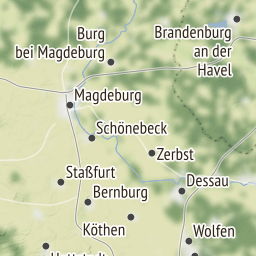 Burg
bei Magdeburg
Brandenburg
an der
Havel
Magdeburg
Schönebeck
Zerbst
Staßfurt
Dessau
Bernburg
Köthen
Wolfen